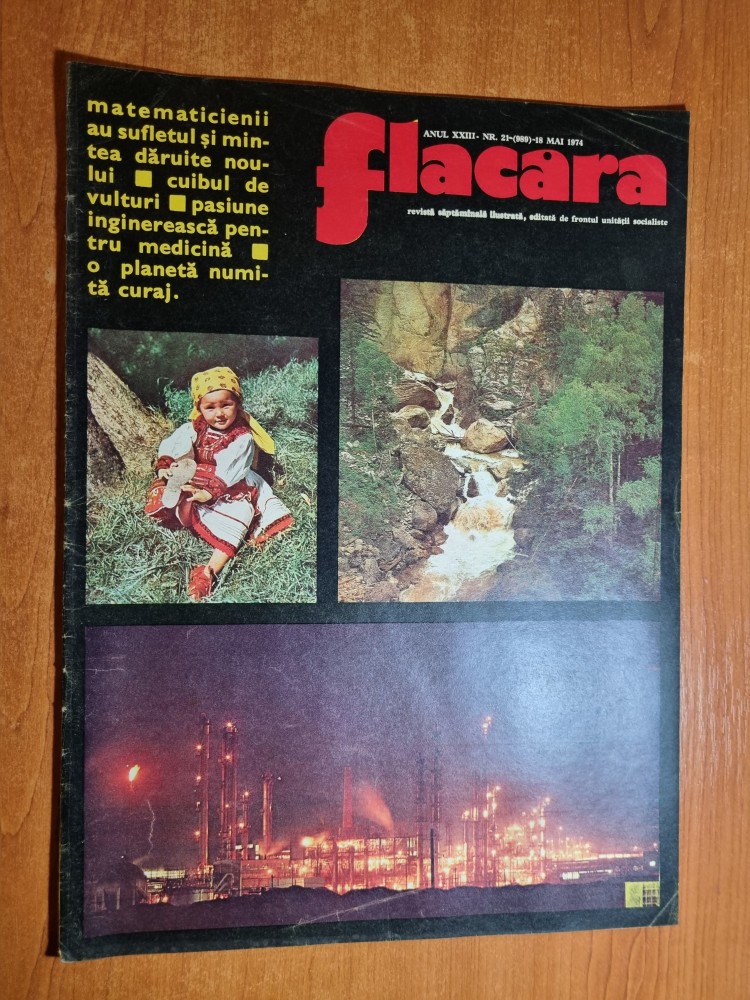 matematicienii
au sufletul și min-
tea dăruite nou-
lui ■ cuibul de
vulturi ■ pasiune
inginerească pen-
tru medicină ■
o planetă numi-
tă curaj.
flacăra
ANUL XXIII - NR. 21-(989)-18 MAI 1974
revistă săptămînală ilustrată, editată de frontul unității socialiste